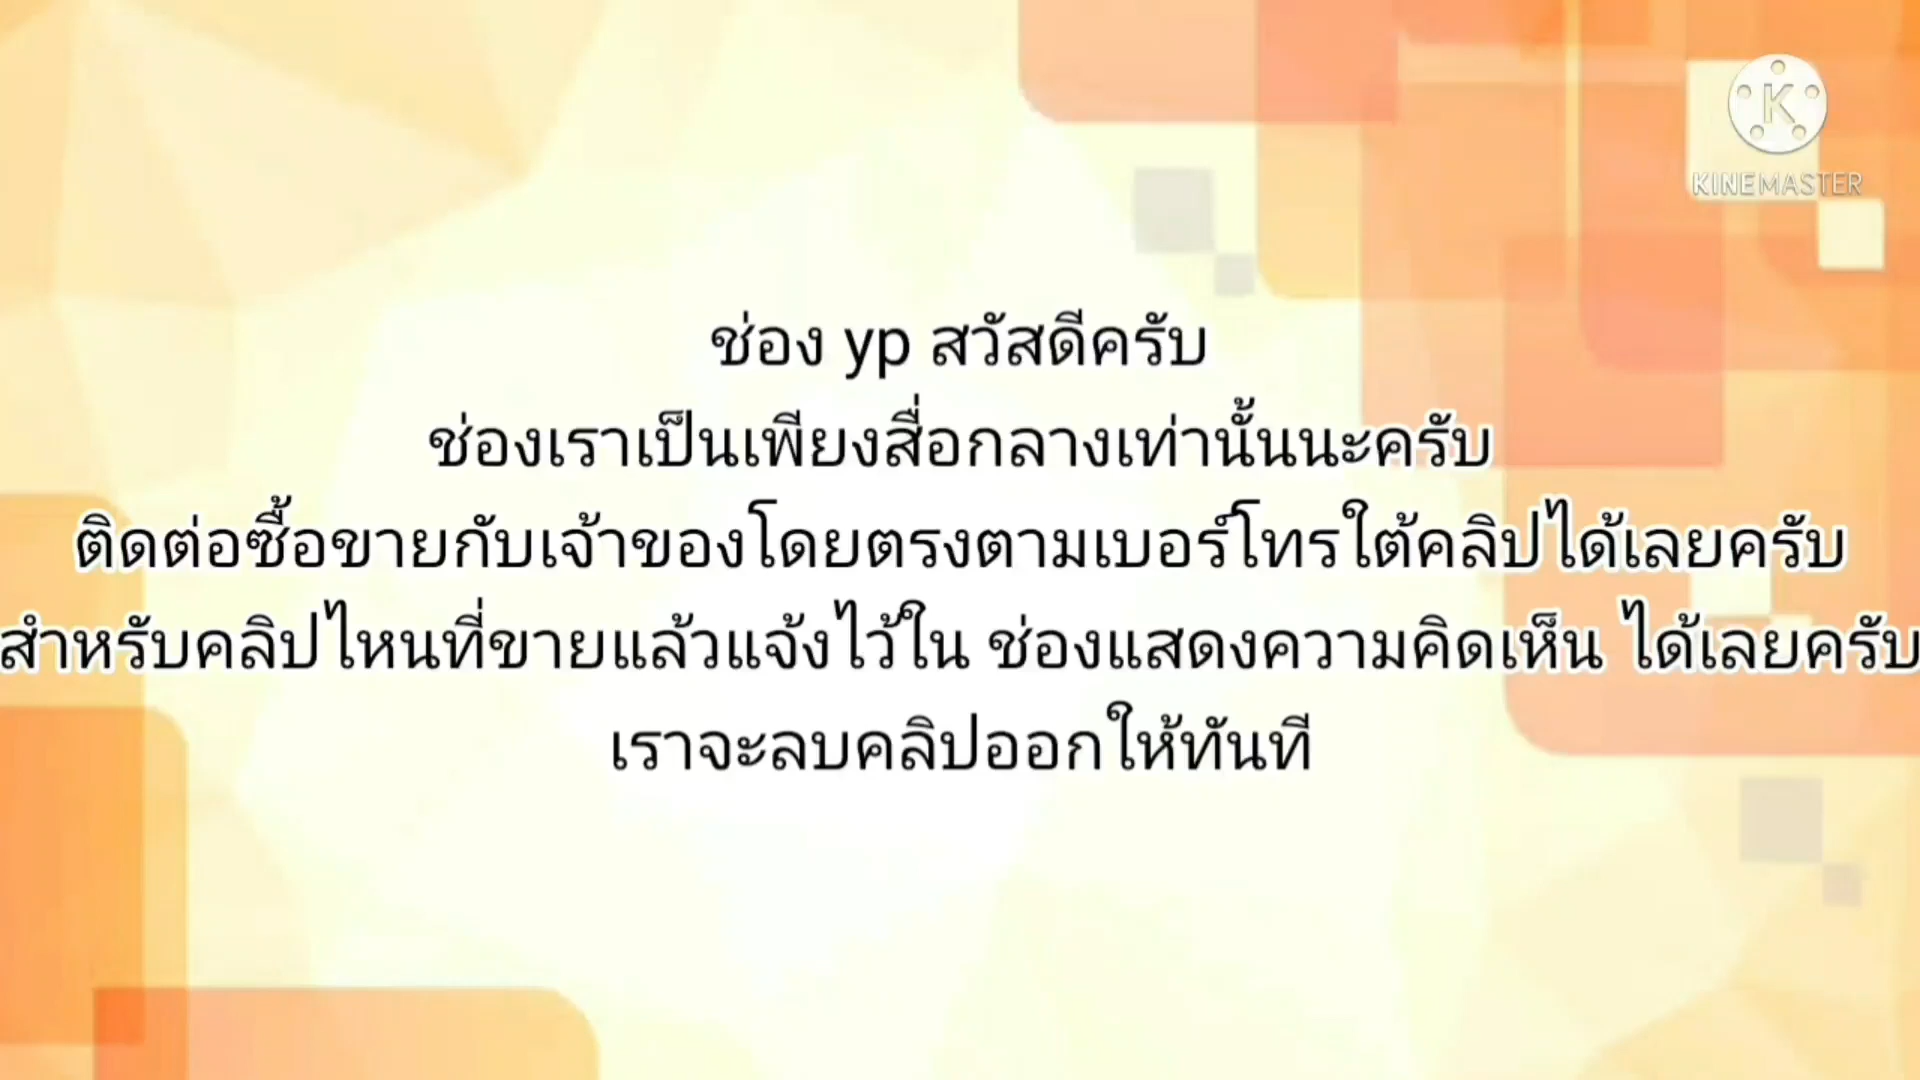 KINEMASTER
ช่อง yp สวัสดีครับ
ช่องเราเป็นเพียงสื่อกลางเท่านั้นนะครับ
ติดต่อซื้อขายกับเจ้าของโดยตรงตามเบอร์โทรใต้คลิปได้เลยครับ
สำหรับคลิปไหนที่ขายแล้วแจ้งไว้ใน ช่องแสดงความคิดเห็น ได้เลยครับ
เราจะลบคลิปออกให้ทันที